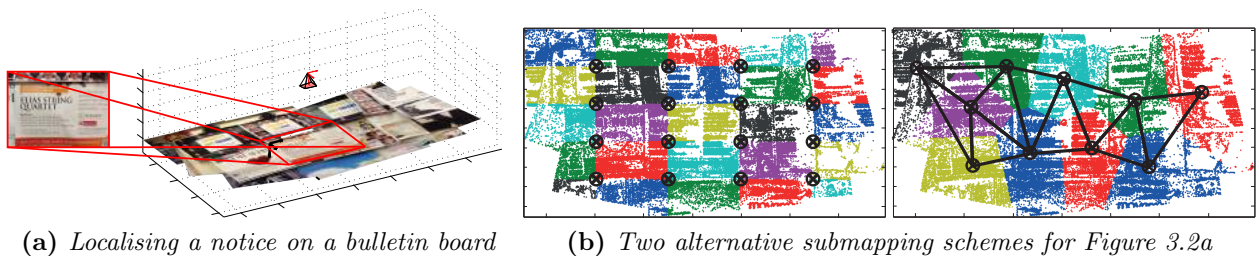 ELIAS STRING
QUARTET
(a) Localising a notice on a bulletin board
(b) Two alternative submapping schemes for Figure 3.2a